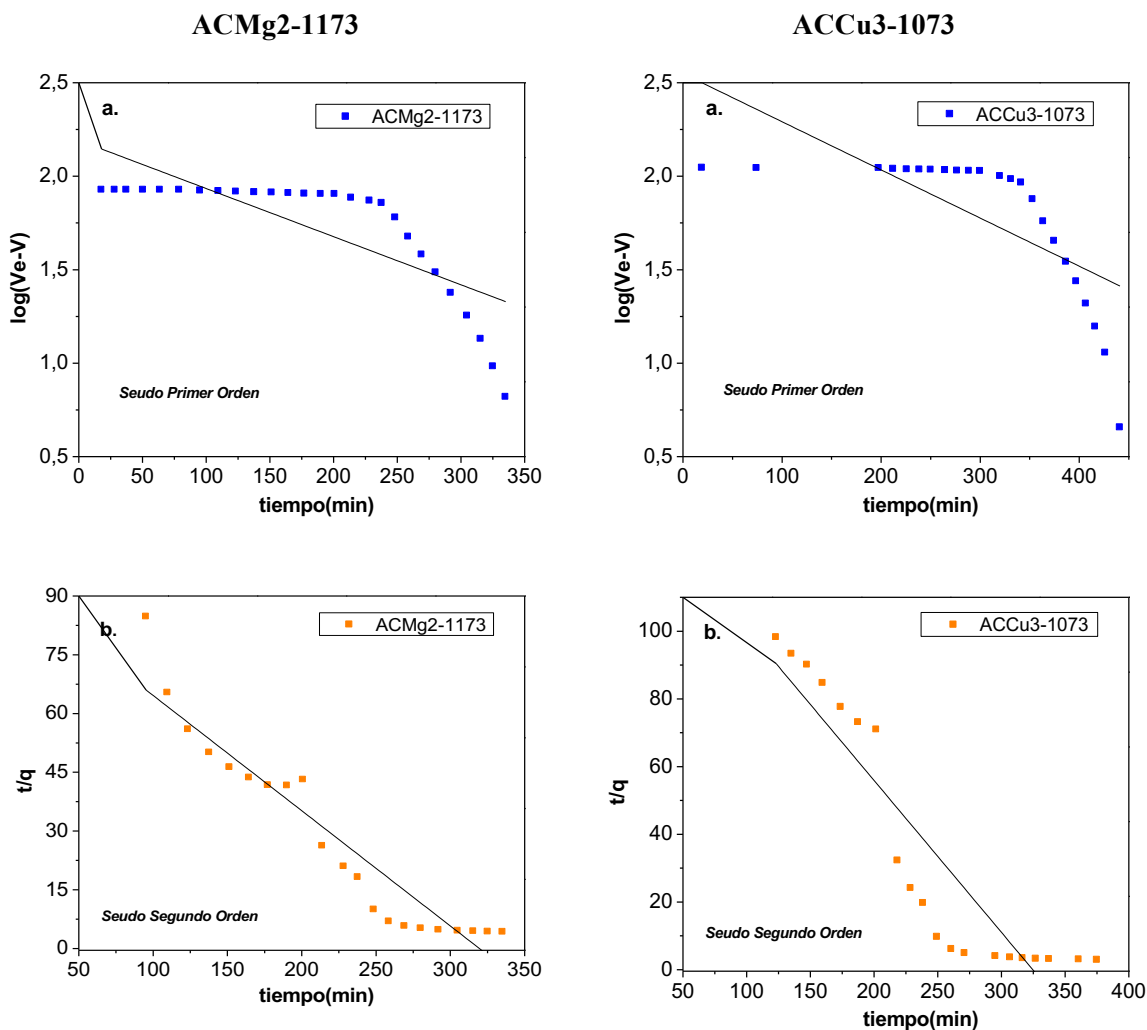 ACMg2-1173
ACCu3-1073
2,5
2,0
1,5
1,0
0,5
log(Ve-V)
a.
ACMg2-1173
Seudo Primer Orden
0 50 100 150 200 250 300 350
tiempo(min)
2,5
2,0
1,5
1,0
0,5
log(Ve-V)
a.
ACCu3-1073
Seudo Primer Orden
0 100 200 300 400
tiempo(min)
90
75
60
45
30
15
0
t/q
b.
ACMg2-1173
Seudo Segundo Orden
50 100 150 200 250 300 350
tiempo(min)
100
80
60
40
20
0
t/q
b.
ACCu3-1073
Seudo Segundo Orden
50 100 150 200 250 300 350 400
tiempo(min)